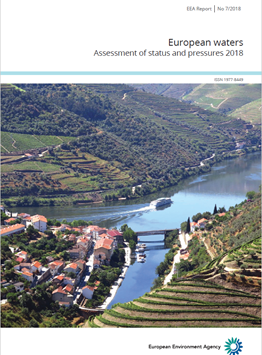 EEA Report | No 7/2018
European waters
Assessment of status and pressures 2018
ISSN 1977-8449
European Environment Agency